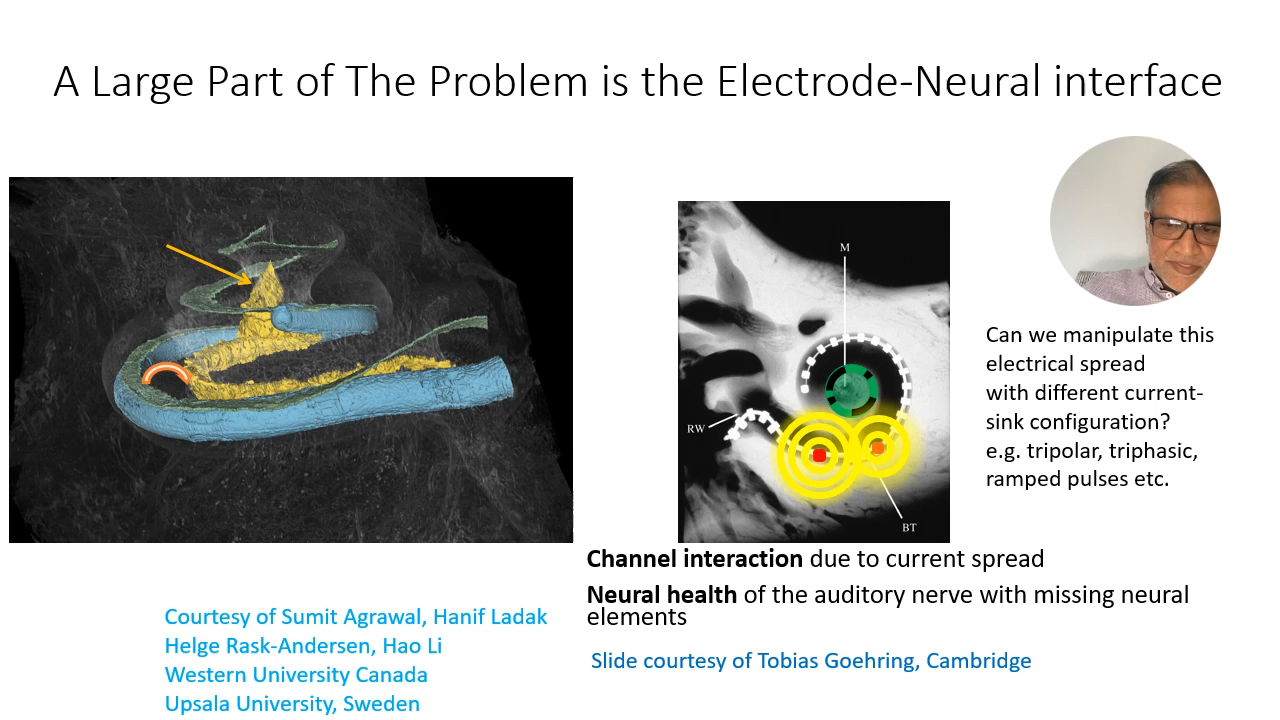 A Large Part of The Problem is the Electrode-Neural interface
M
RW
BT
Can we manipulate this
electrical spread
with different current-
sink configuration?
e.g. tripolar, triphasic,
ramped pulses etc.
Channel interaction due to current spread
Neural health of the auditory nerve with missing neural
elements
Slide courtesy of Tobias Goehring, Cambridge
Courtesy of Sumit Agrawal, Hanif Ladak
Helge Rask-Andersen, Hao Li
Western University Canada
Upsala University, Sweden